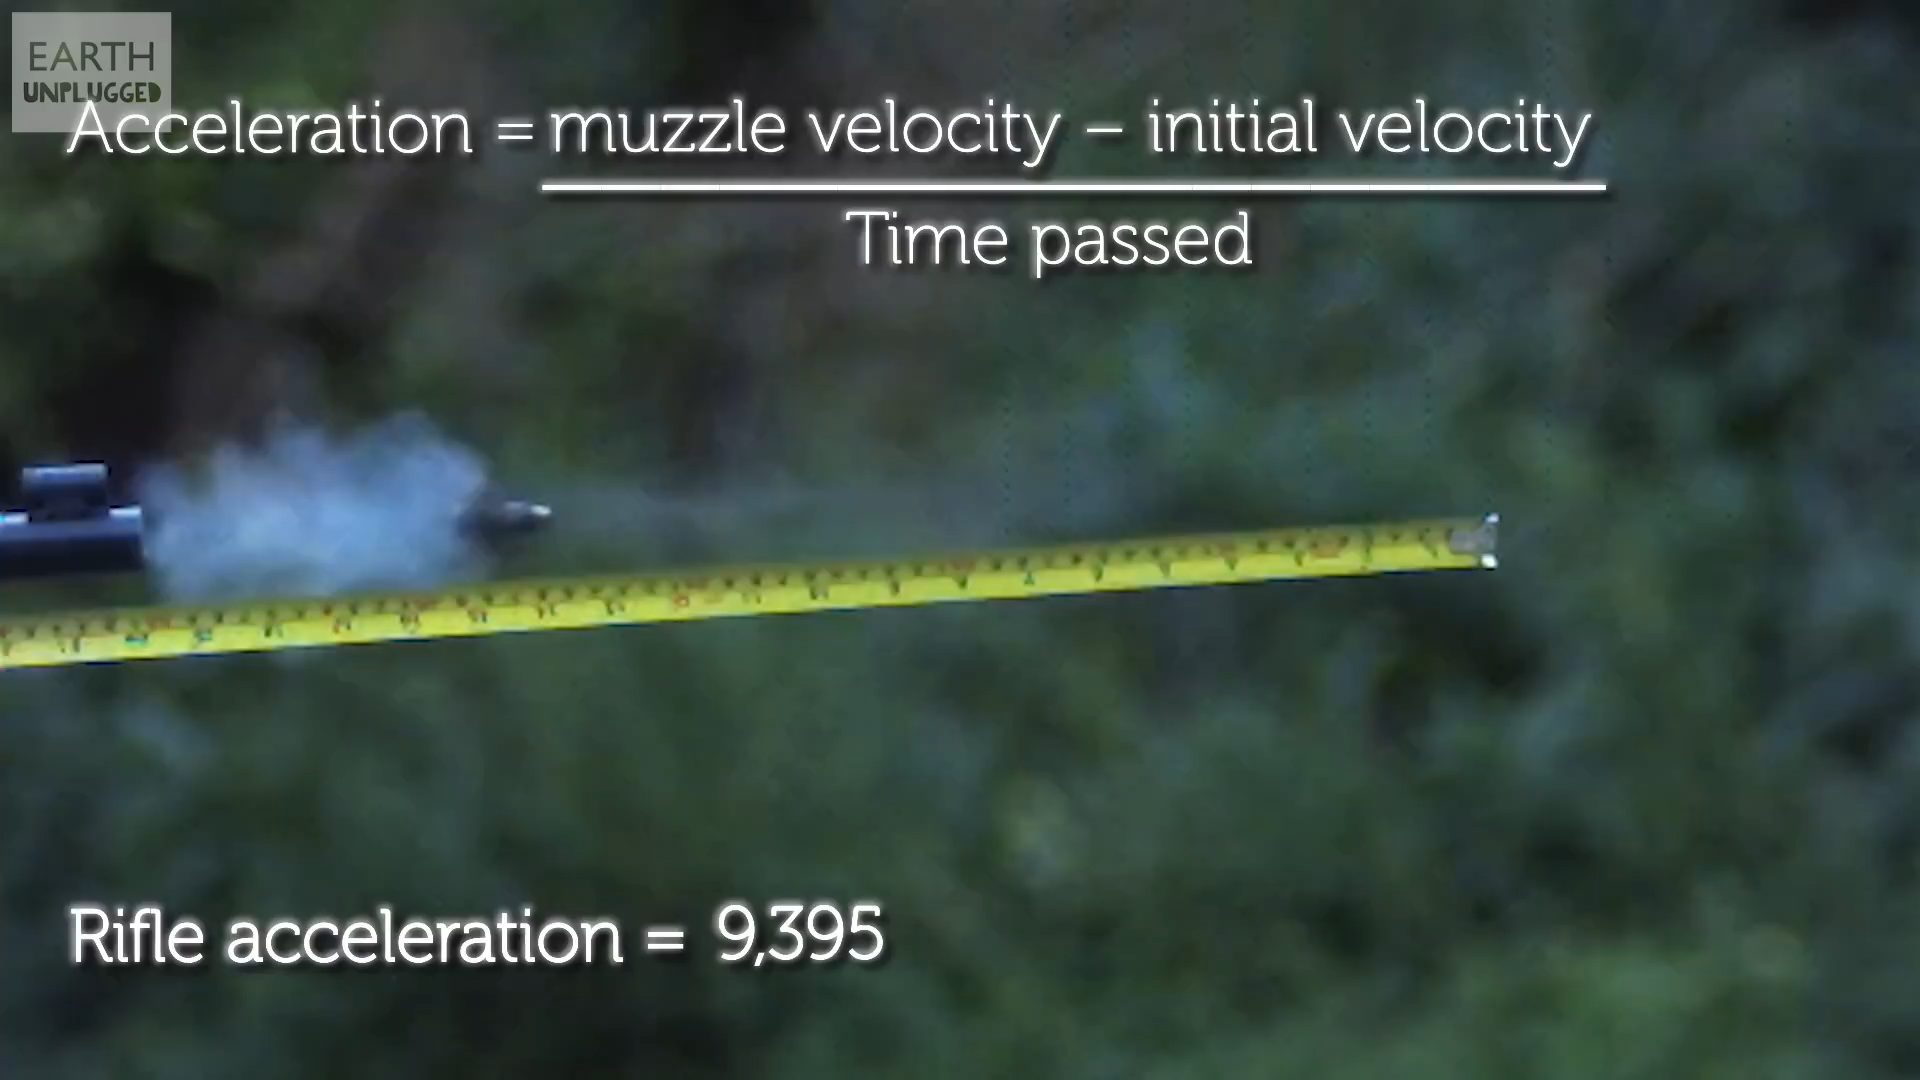 EARTH
UNPLUGGED
Acceleration = muzzle velocity – initial velocity
Time passed
Rifle acceleration = 9,395